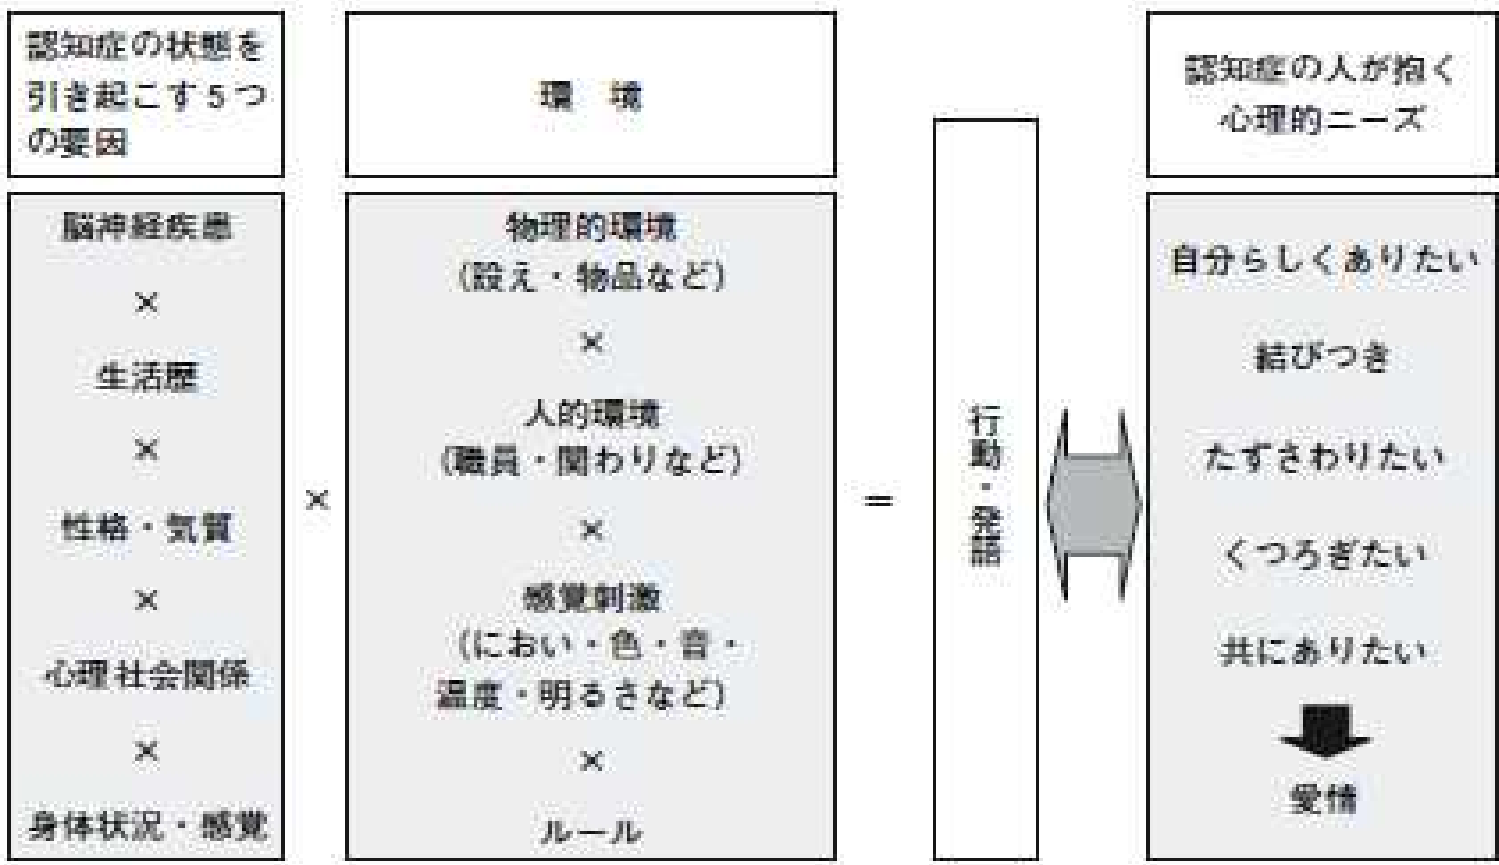 認知症の状態を
引き起こす5つ
の要因
環　境
認知症の人が抱く
心理的ニーズ
脳神経疾患
×
生活歴
×
性格・気質
×
心理社会関係
×
身体状況・感覚
×
物理的環境
(設え・物品など)
×
人的環境
(職員・関わりなど)
×
感覚刺激
(におい・色・音・
温度・明るさなど)
×
ルール
＝
行動・発語
自分らしくありたい
結びつき
たずさわりたい
くつろぎたい
共にありたい
愛情